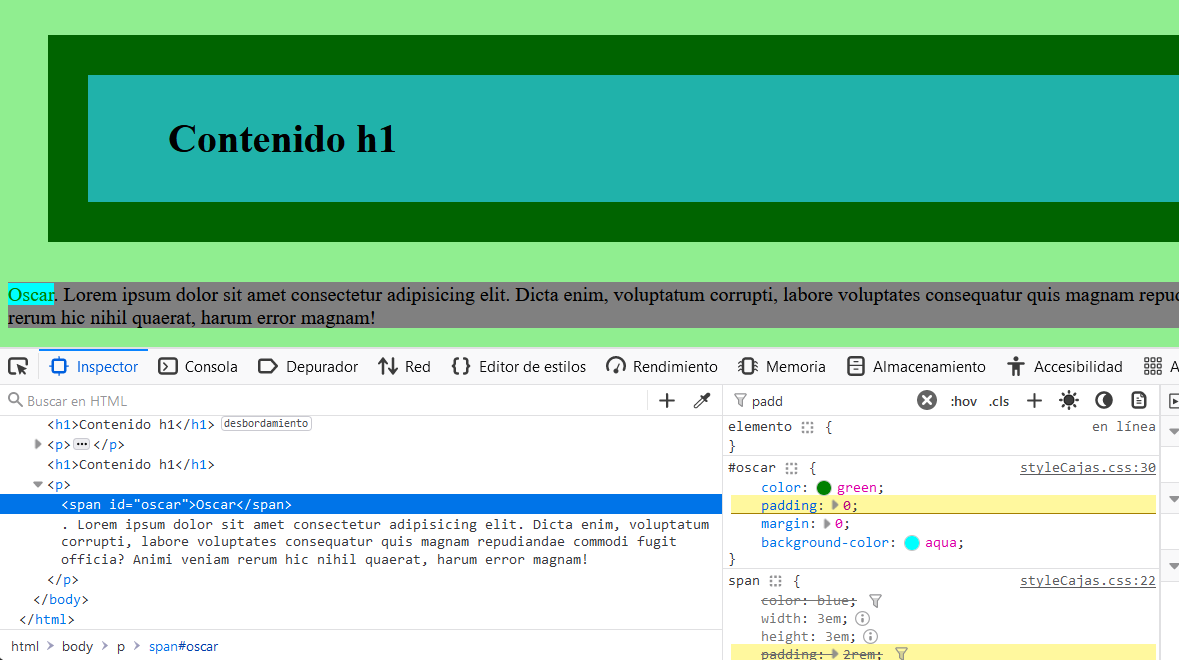 Contenido h1
Oscar. Lorem ipsum dolor sit amet consectetur adipisicing elit. Dicta enim, voluptatum corrupti, labore voluptates consequatur quis magnam repud
rerum hic nihil quaerat, harum error magnam!
Inspector Consola Depurador Red Editor de estilos Rendimiento Memoria Almacenamiento Accesibilidad A
Buscar en HTML
padd :hov .cls
<h1>Contenido h1</h1> desbordamiento
<p>···</p>
<h1>Contenido h1</h1>
<p>
<span id="oscar">Oscar</span>
. Lorem ipsum dolor sit amet consectetur adipisicing elit. Dicta enim, voluptatum
corrupti, labore voluptates consequatur quis magnam repudiandae commodi fugit
officia? Animi veniam rerum hic nihil quaerat, harum error magnam!
</p>
</body>
</html>
html > body > p > span#oscar
elemento { en línea
}
#oscar { styleCajas.css:30
color: green;
padding: 0;
margin: 0;
background-color: aqua;
}
span { styleCajas.css:22
color: blue;
width: 3em;
height: 3em;
padding: 2rem;